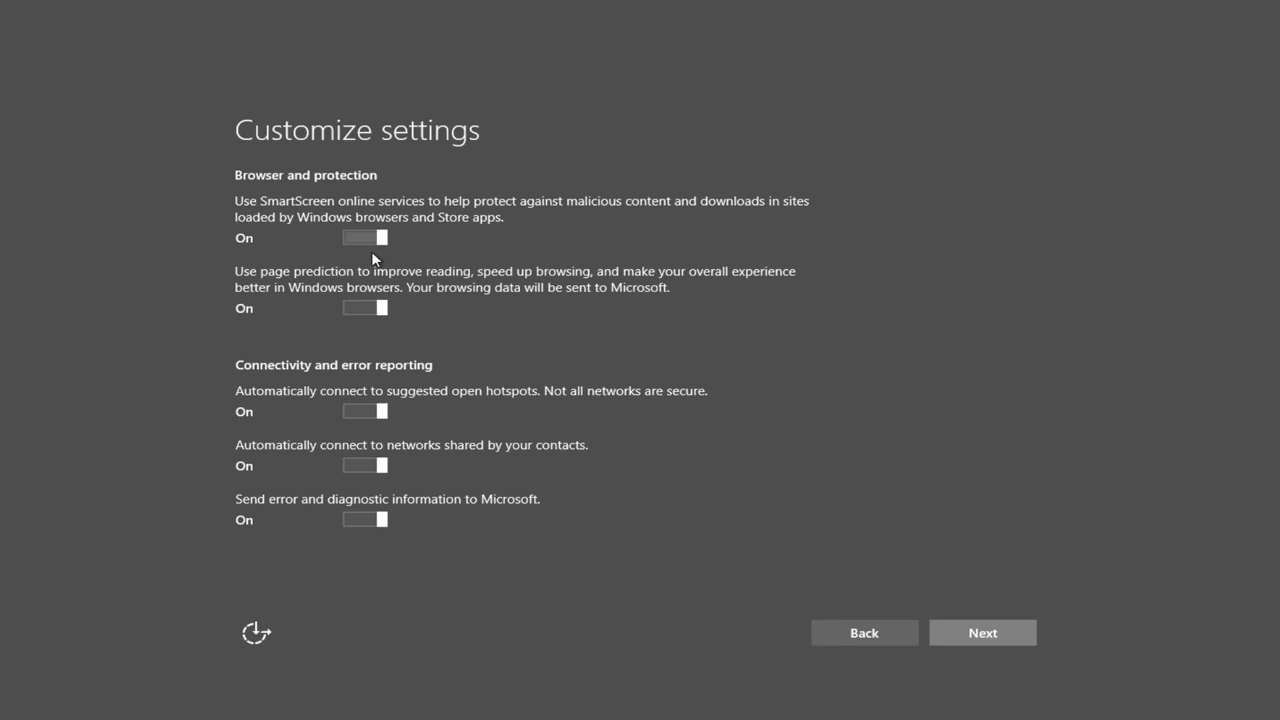 Customize settings
Browser and protection
Use SmartScreen online services to help protect against malicious content and downloads in sites
loaded by Windows browsers and Store apps.
On
Use page prediction to improve reading, speed up browsing, and make your overall experience
better in Windows browsers. Your browsing data will be sent to Microsoft.
On
Connectivity and error reporting
Automatically connect to suggested open hotspots. Not all networks are secure.
On
Automatically connect to networks shared by your contacts.
On
Send error and diagnostic information to Microsoft.
On
Back
Next